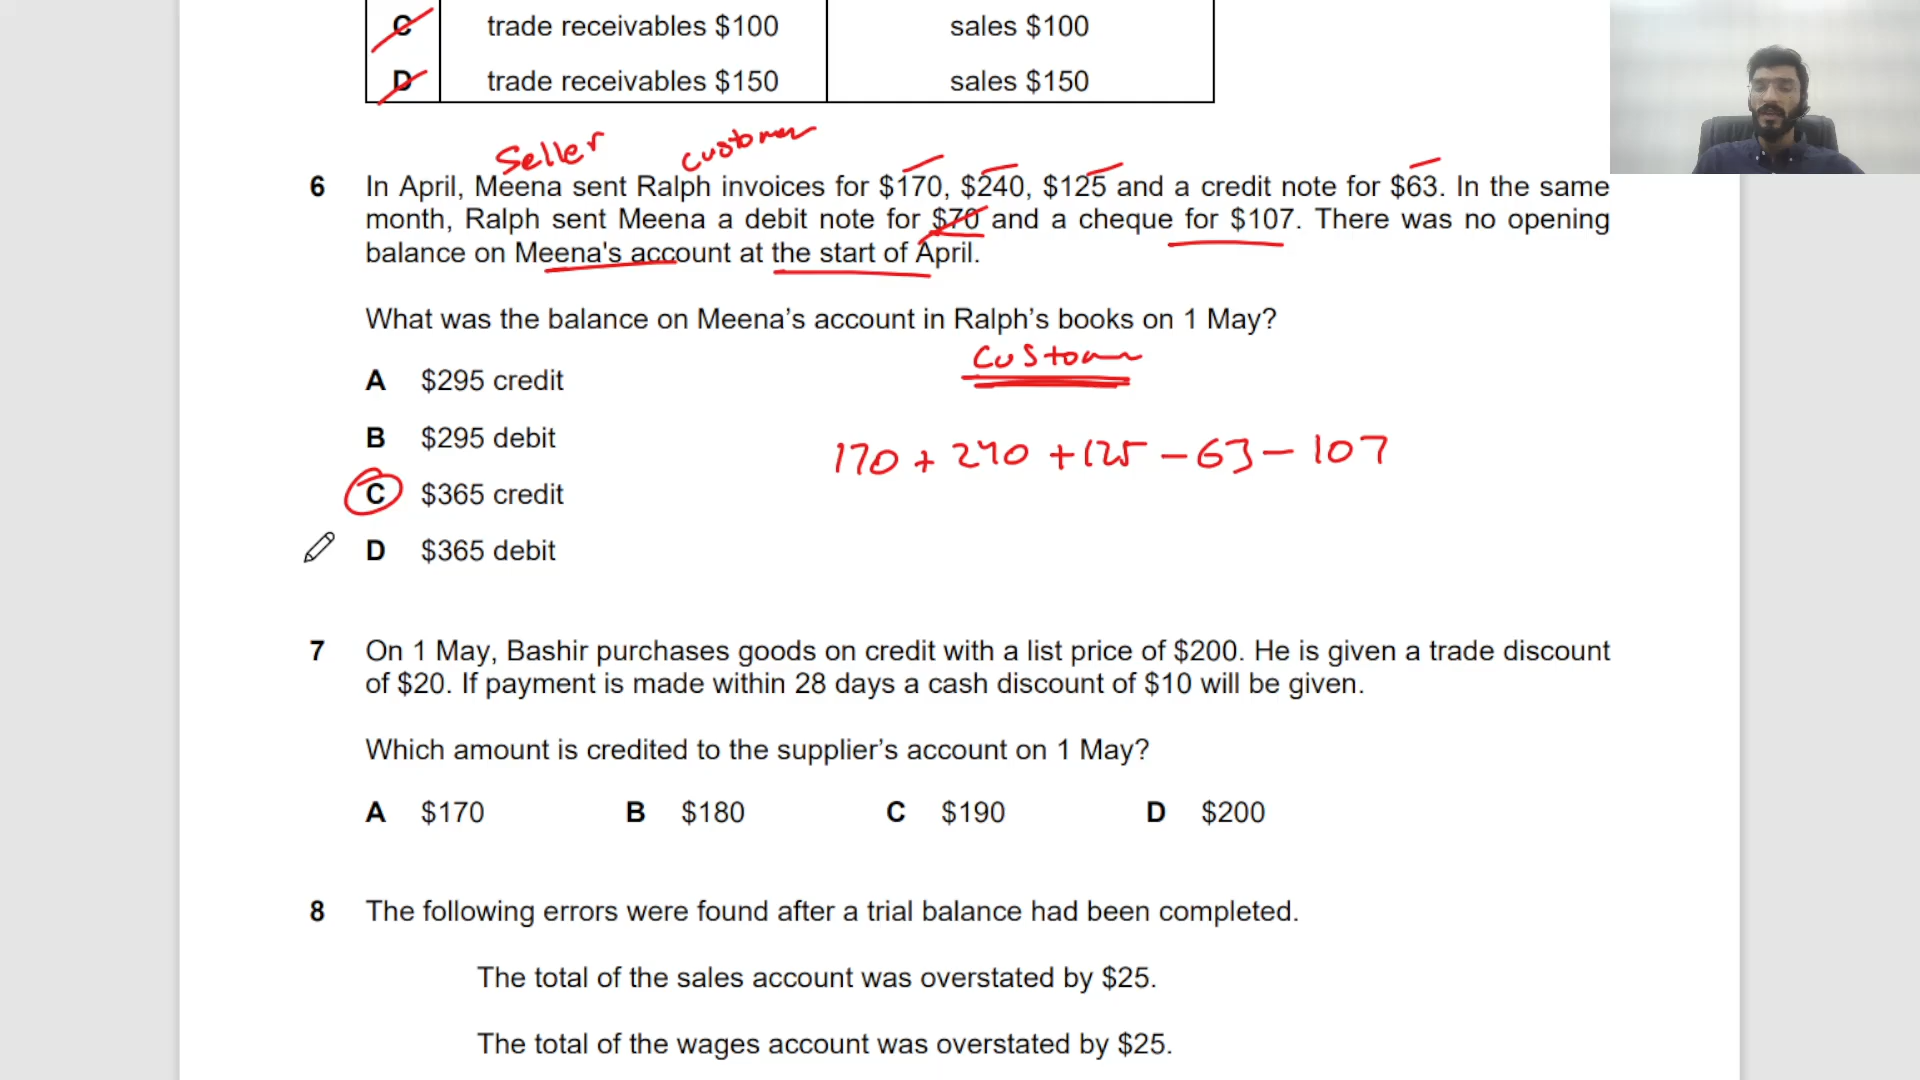 C trade receivables $100 sales $100
D trade receivables $150 sales $150
Seller customer
6 In April, Meena sent Ralph invoices for $170, $240, $125 and a credit note for $63. In the same
month, Ralph sent Meena a debit note for $70 and a cheque for $107. There was no opening
balance on Meena's account at the start of April.
What was the balance on Meena’s account in Ralph’s books on 1 May?
Custom
A $295 credit
B $295 debit
170 + 240 + 125 - 63 - 107
C $365 credit
D $365 debit
7 On 1 May, Bashir purchases goods on credit with a list price of $200. He is given a trade discount
of $20. If payment is made within 28 days a cash discount of $10 will be given.
Which amount is credited to the supplier’s account on 1 May?
A $170 B $180 C $190 D $200
8 The following errors were found after a trial balance had been completed.
The total of the sales account was overstated by $25.
The total of the wages account was overstated by $25.